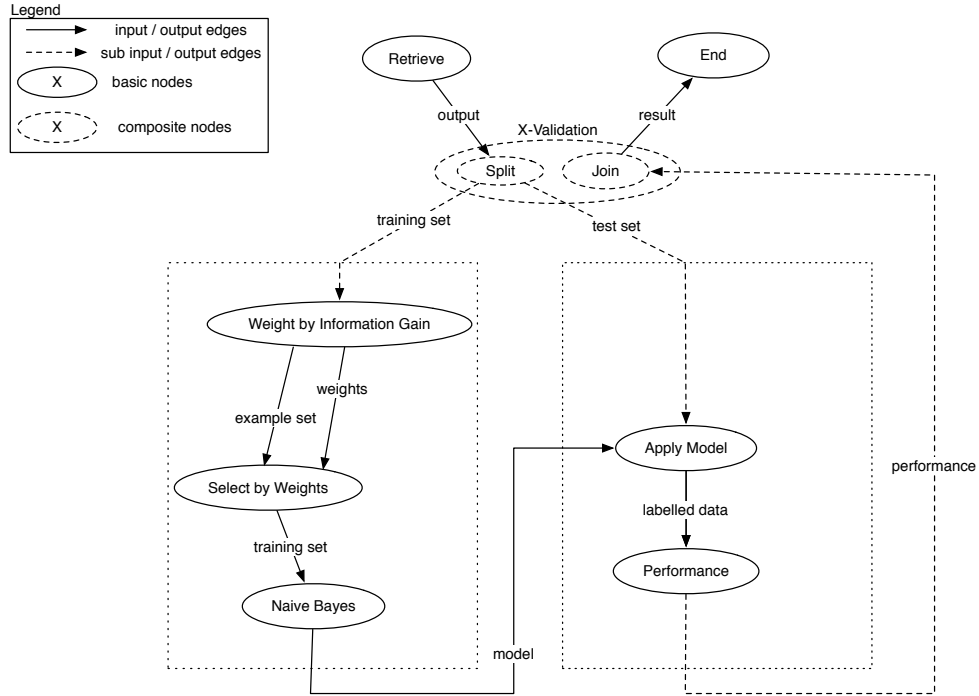 Legend
input / output edges
sub input / output edges
X basic nodes
X composite nodes
Retrieve
End
output
result
X-Validation
Split
Join
training set
test set
Weight by Information Gain
weights
example set
Select by Weights
training set
Naive Bayes
model
Apply Model
labelled data
Performance
performance